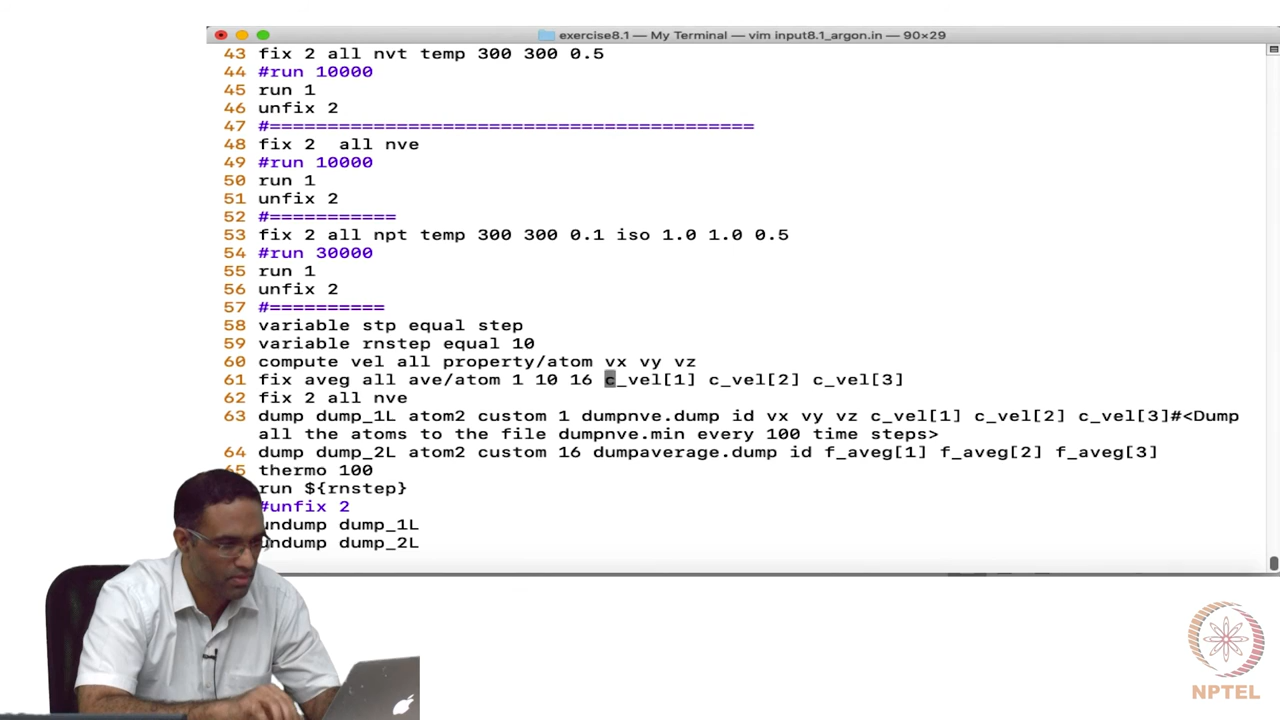 exercise8.1 — My Terminal — vim input8.1_argon.in — 90×29
43 fix 2 all nvt temp 300 300 0.5
44 #run 10000
45 run 1
46 unfix 2
47 #==========================================
48 fix 2  all nve
49 #run 10000
50 run 1
51 unfix 2
52 #===========
53 fix 2 all npt temp 300 300 0.1 iso 1.0 1.0 0.5
54 #run 30000
55 run 1
56 unfix 2
57 #==========
58 variable stp equal step
59 variable rnstep equal 10
60 compute vel all property/atom vx vy vz
61 fix aveg all ave/atom 1 10 16 c_vel[1] c_vel[2] c_vel[3]
62 fix 2 all nve
63 dump dump_1L atom2 custom 1 dumpnve.dump id vx vy vz c_vel[1] c_vel[2] c_vel[3]#<Dump
all the atoms to the file dumpnve.min every 100 time steps>
64 dump dump_2L atom2 custom 16 dumpaverage.dump id f_aveg[1] f_aveg[2] f_aveg[3]
65 thermo 100
run ${rnstep}
#unfix 2
undump dump_1L
undump dump_2L
NPTEL